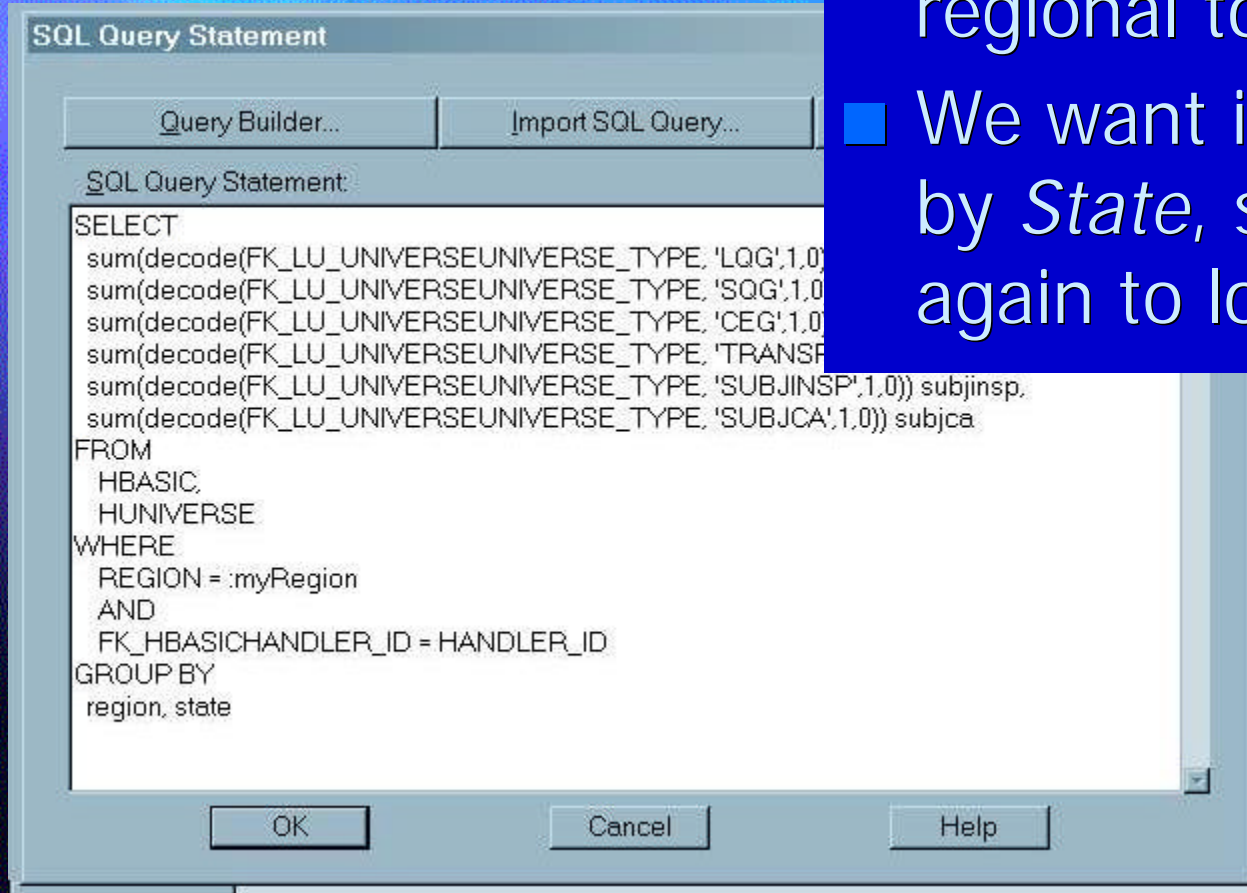 SQL Query Statement
Query Builder...
Import SQL Query...
SQL Query Statement:
SELECT
sum(decode(FK_LU_UNIVERSEUNIVERSE_TYPE, 'LQG',1,0)
sum(decode(FK_LU_UNIVERSEUNIVERSE_TYPE, 'SQG',1,0
sum(decode(FK_LU_UNIVERSEUNIVERSE_TYPE, 'CEG',1,0)
sum(decode(FK_LU_UNIVERSEUNIVERSE_TYPE, 
sum(decode(FK_LU_UNIVERSEUNIVERSE_TYPE, 'SUBJINSP',1,0)) subjinsp,
sum(decode(FK_LU_UNIVERSEUNIVERSE_TYPE, 'SUBJCA',1,0)) subjca
FROM
HBASIC,
HUNIVERSE
WHERE
REGION = :myRegion
AND
FK_HBASICHANDLER_ID = HANDLER_ID
GROUP BY
region, state
OK
Cancel
Help
regional
We want
by State,
again to